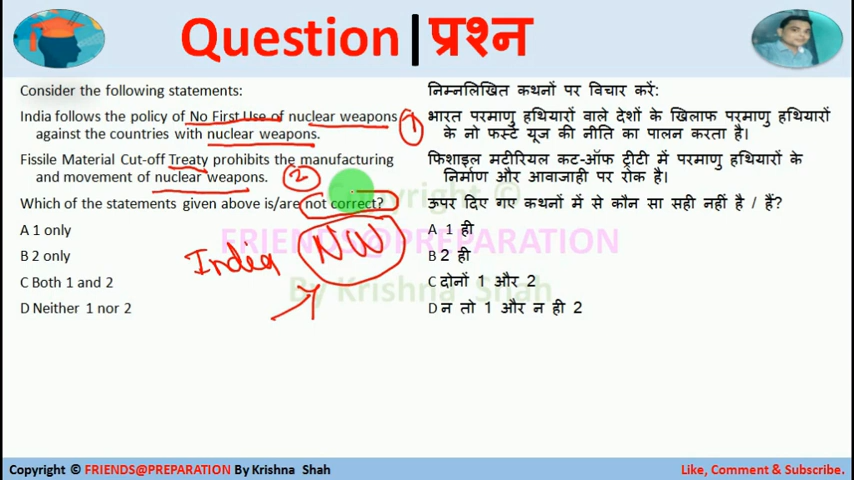 Question|प्रश्न
Consider the following statements:
India follows the policy of No First Use of nuclear weapons
against the countries with nuclear weapons.
1
Fissile Material Cut-off Treaty prohibits the manufacturing
and movement of nuclear weapons.
2
Which of the statements given above is/are not correct?
A 1 only
B 2 only
C Both 1 and 2
D Neither 1 nor 2
India NW
निम्नलिखित कथनों पर विचार करें:
भारत परमाणु हथियारों वाले देशों के खिलाफ परमाणु हथियारों
के नो फर्स्ट यूज की नीति का पालन करता है।
फिशाइल मटीरियल कट-ऑफ ट्रीटी में परमाणु हथियारों के
निर्माण और आवाजाही पर रोक है।
ऊपर दिए गए कथनों में से कौन सा सही नहीं है / हैं?
A 1 ही
B 2 ही
C दोनों 1 और 2
D न तो 1 और न ही 2
Copyright ©
FRIENDS@PREPARATION
By Krishna Shah
Copyright © FRIENDS@PREPARATION By Krishna Shah
Like, Comment & Subscribe.